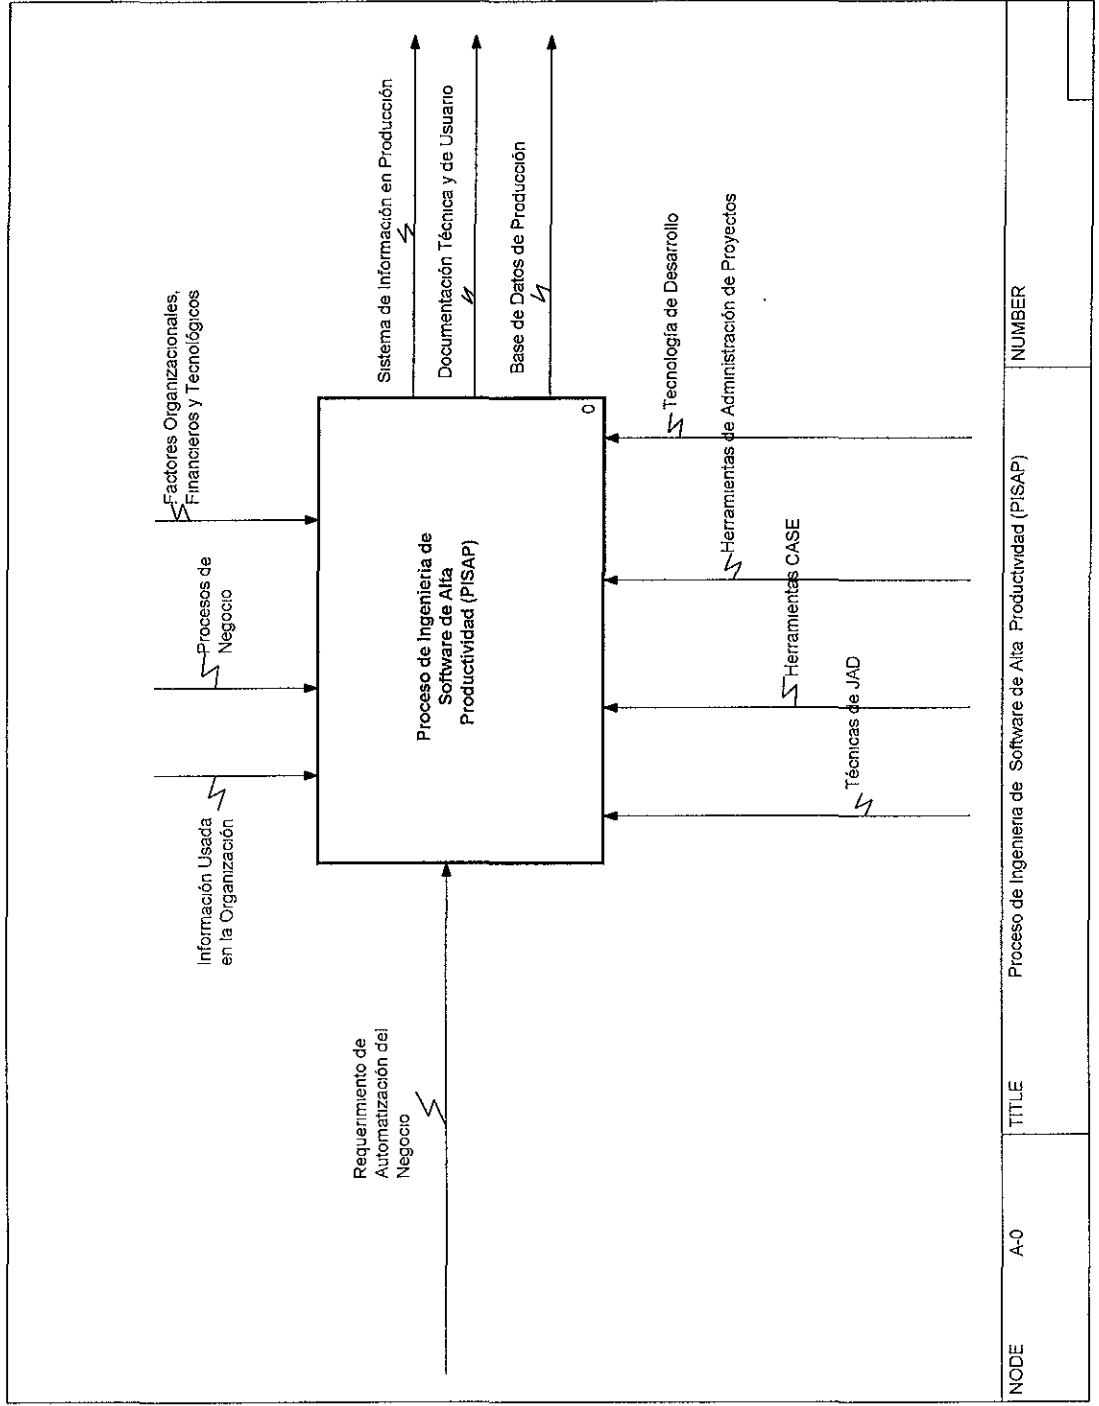 Información Usada
en la Organización
Procesos de
Negocio
Factores Organizacionales,
Financieros y Tecnológicos
Requerimiento de
Automatización del
Negocio
Proceso de Ingeniería de
Software de Alta
Productividad (PISAP)
0
Sistema de Información en Producción
Documentación Técnica y de Usuario
Base de Datos de Producción
Técnicas de JAD
Herramientas CASE
Herramientas de Administración de Proyectos
Tecnología de Desarrollo
NODE A-0 TITLE Proceso de Ingeniería de Software de Alta Productividad (PISAP) NUMBER